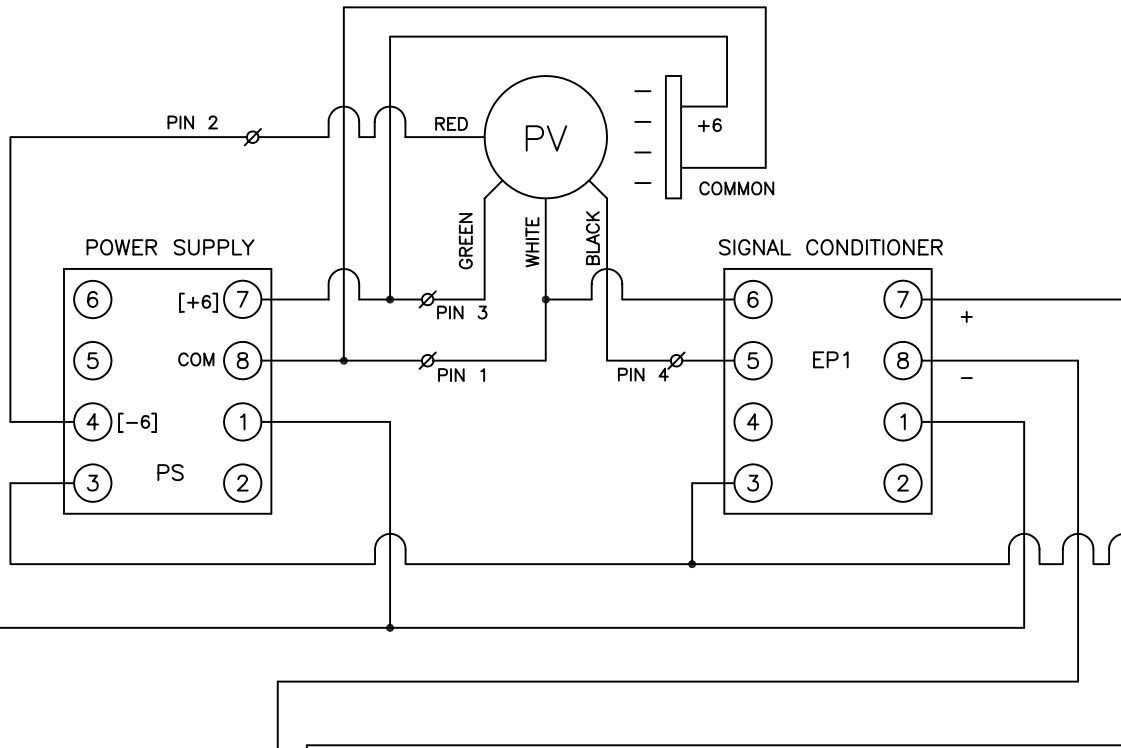 PIN 2
RED
PV
+6
COMMON
GREEN
WHITE
BLACK
POWER SUPPLY
SIGNAL CONDITIONER
6
[+6] 7
PIN 3
6
7
+
5
COM 8
PIN 1
PIN 4
5
EP1
8
−
4 [−6]
1
4
1
3
PS
2
3
2